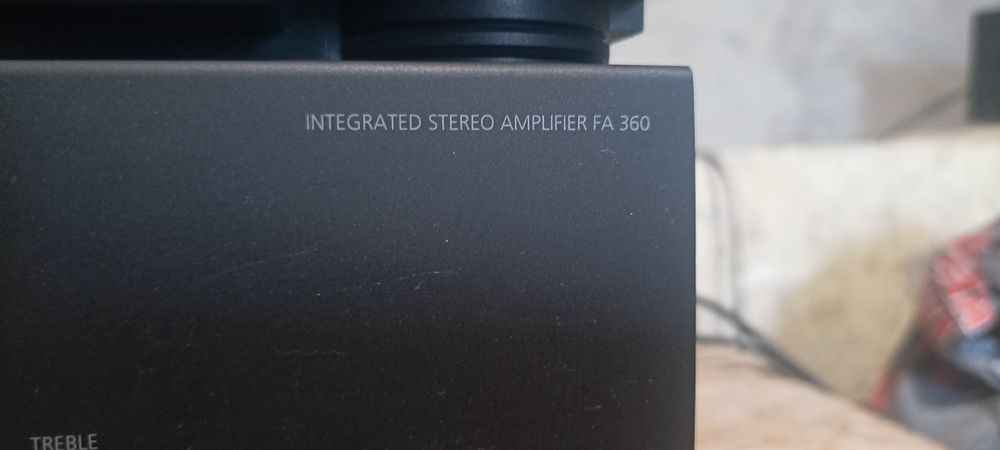 INTEGRATED STEREO AMPLIFIER FA 360
TREBLE